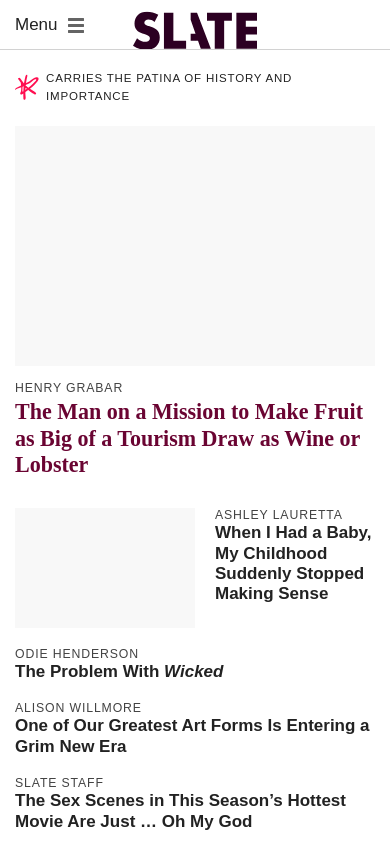 Menu
SLATE
CARRIES THE PATINA OF HISTORY AND
IMPORTANCE
HENRY GRABAR
The Man on a Mission to Make Fruit
as Big of a Tourism Draw as Wine or
Lobster
ASHLEY LAURETTA
When I Had a Baby,
My Childhood
Suddenly Stopped
Making Sense
ODIE HENDERSON
The Problem With Wicked
ALISON WILLMORE
One of Our Greatest Art Forms Is Entering a
Grim New Era
SLATE STAFF
The Sex Scenes in This Season’s Hottest
Movie Are Just … Oh My God